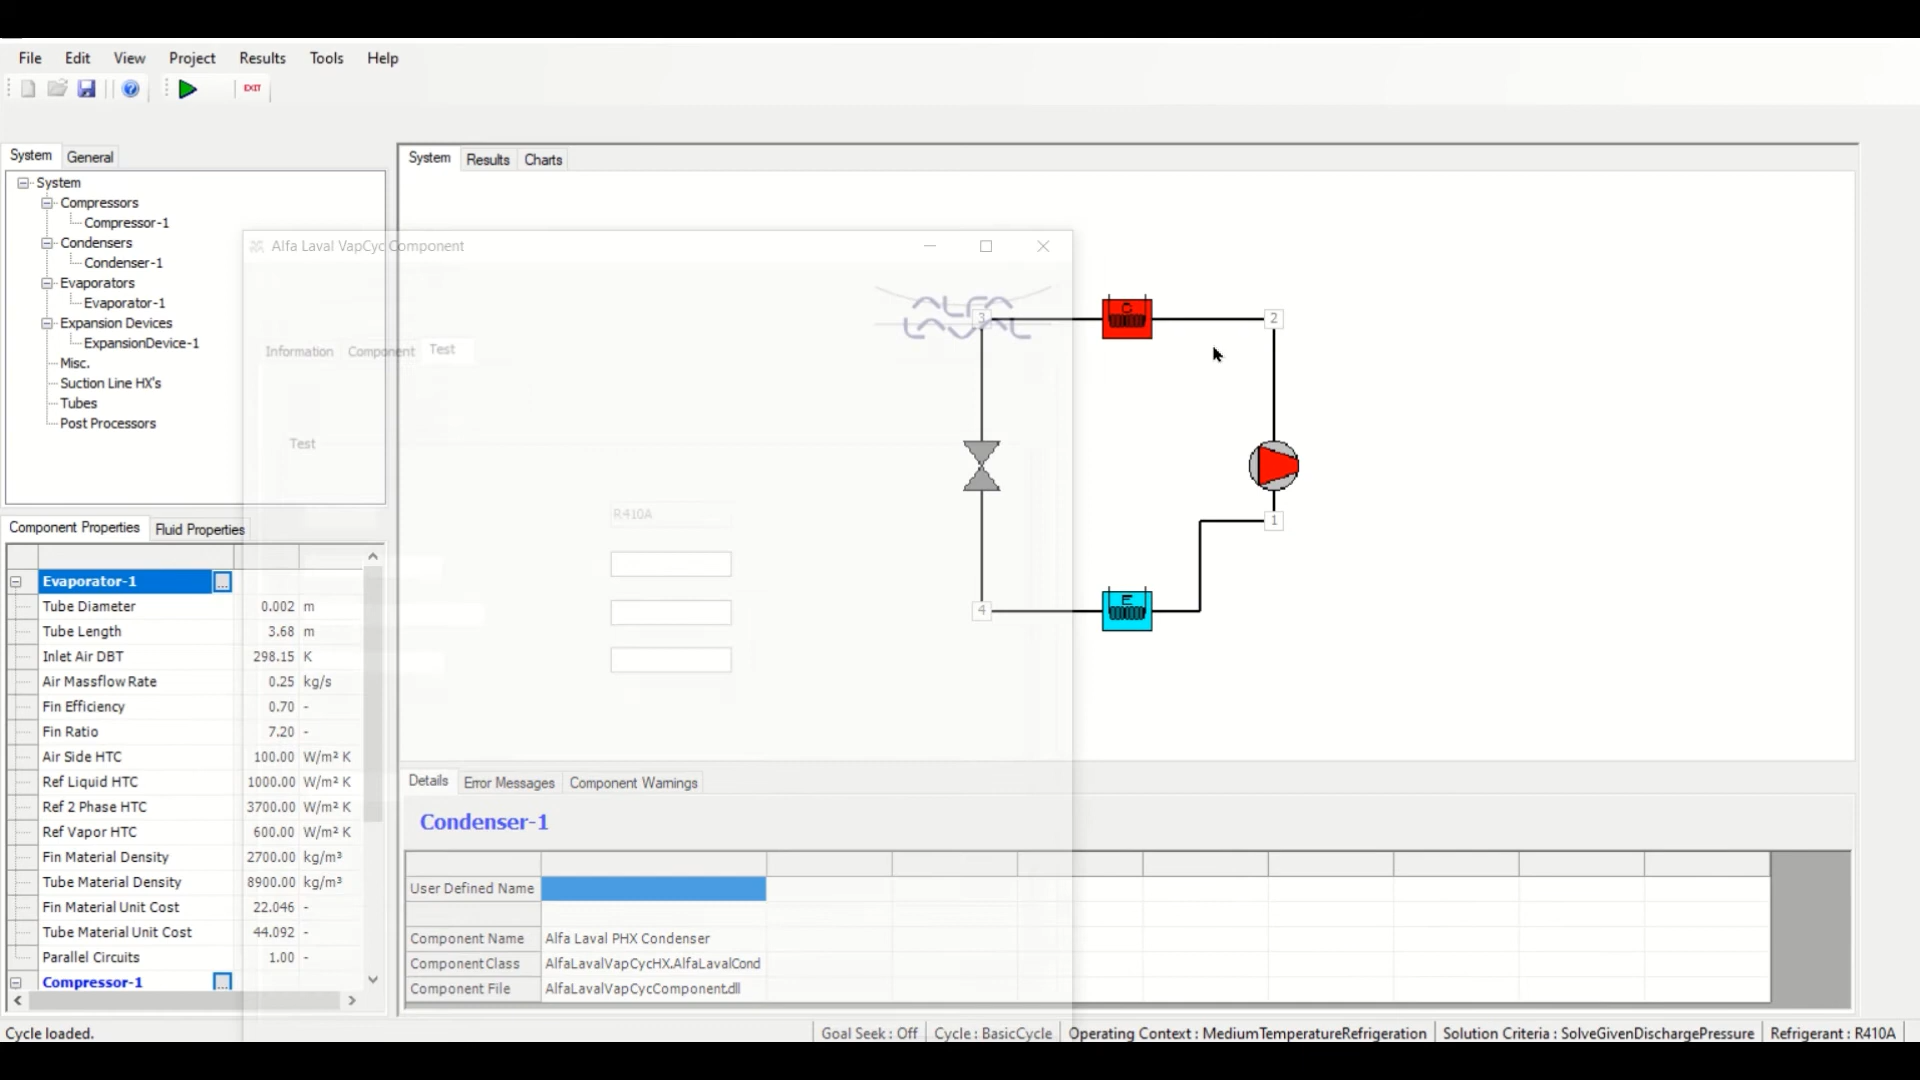 File Edit View Project Results Tools Help
EXIT
System General
System
Compressors
Compressor-1
Condensers
Condenser-1
Evaporators
Evaporator-1
Expansion Devices
ExpansionDevice-1
Misc.
Suction Line HX's
Tubes
Post Processors
Component Properties Fluid Properties
Evaporator-1 ...
Tube Diameter 0.002 m
Tube Length 3.68 m
Inlet Air DBT 298.15 K
Air Massflow Rate 0.25 kg/s
Fin Efficiency 0.70 -
Fin Ratio 7.20 -
Air Side HTC 100.00 W/m² K
Ref Liquid HTC 1000.00 W/m² K
Ref 2 Phase HTC 3700.00 W/m² K
Ref Vapor HTC 600.00 W/m² K
Fin Material Density 2700.00 kg/m³
Tube Material Density 8900.00 kg/m³
Fin Material Unit Cost 22.046 -
Tube Material Unit Cost 44.092 -
Parallel Circuits 1.00 -
Compressor-1 ...
System Results Charts
Alfa Laval VapCyc Component
ALFA
LAVAL
Information Component Test
Test
R410A
3
C
2
1
4
E
Details Error Messages Component Warnings
Condenser-1
User Defined Name
Component Name Alfa Laval PHX Condenser
ComponentClass AlfaLavalVapCycHX.AlfaLavalCond
Component File AlfaLavalVapCycComponent.dll
Cycle loaded.
Goal Seek : Off Cycle : BasicCycle Operating Context : MediumTemperatureRefrigeration Solution Criteria : SolveGivenDischargePressure Refrigerant : R410A